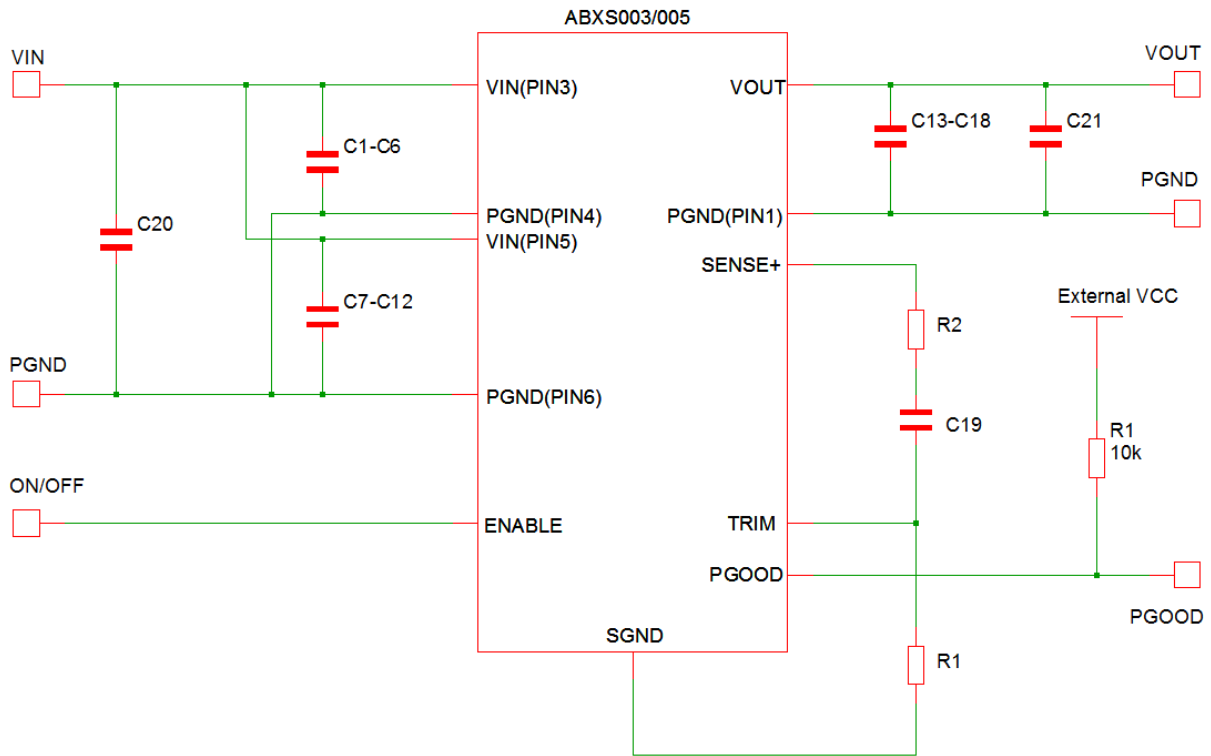 ABXS003/005
VIN
VOUT
VIN(PIN3)
VOUT
C1-C6
C13-C18
C21
PGND
C20
PGND(PIN4)
PGND(PIN1)
VIN(PIN5)
SENSE+
C7-C12
External VCC
R2
PGND
PGND(PIN6)
C19
R1
10k
ON/OFF
ENABLE
TRIM
PGOOD
PGOOD
SGND
R1